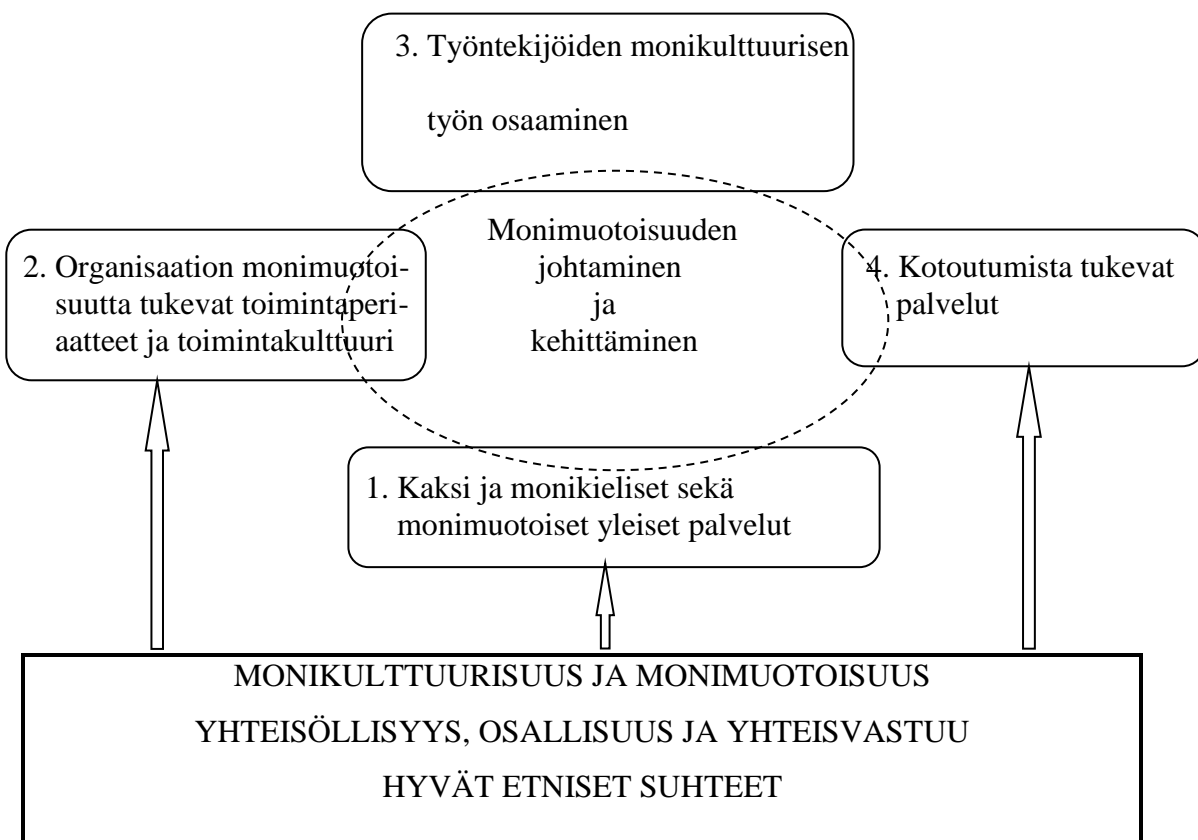 3. Työntekijöiden monikulttuurisen
työn osaaminen
Monimuotoisuuden
johtaminen
ja
kehittäminen
2. Organisaation monimuotoi-
suutta tukevat toimintaperi-
aatteet ja toimintakulttuuri
4. Kotoutumista tukevat
palvelut
1. Kaksi ja monikieliset sekä
monimuotoiset yleiset palvelut
MONIKULTTUURISUUS JA MONIMUOTOISUUS
YHTEISÖLLISYYS, OSALLISUUS JA YHTEISVASTUU
HYVÄT ETNISET SUHTEET